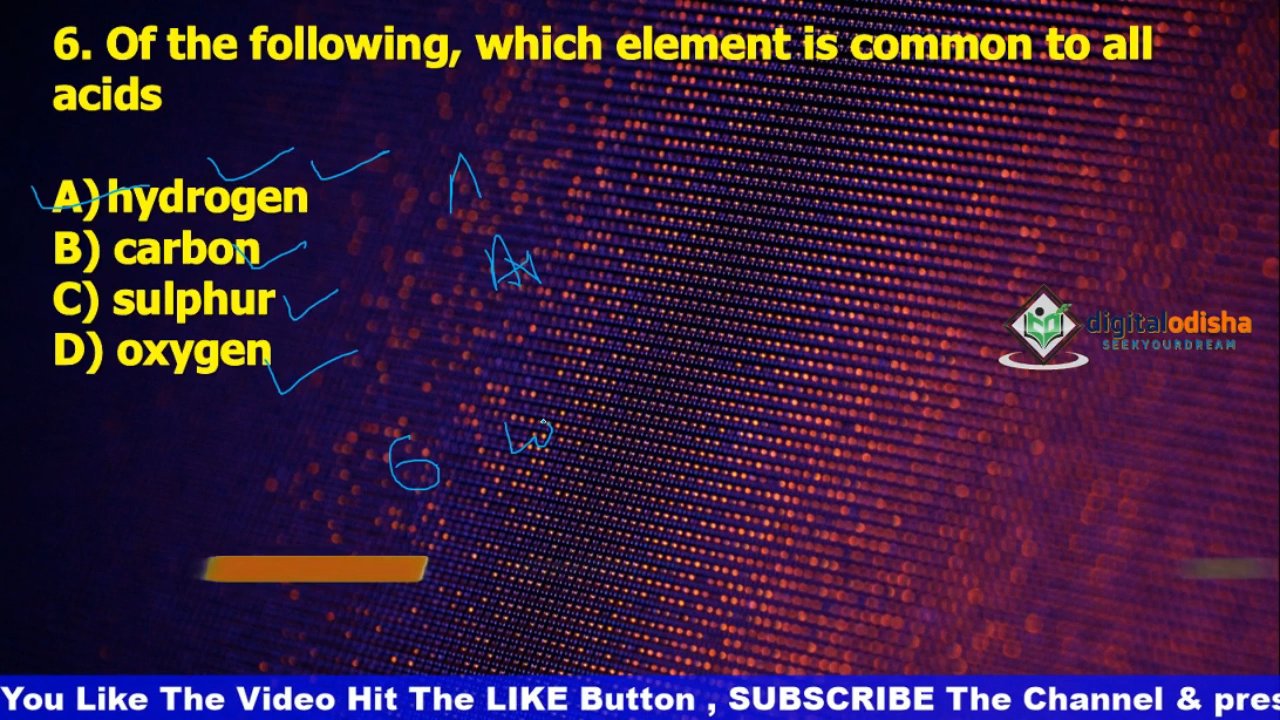 6. Of the following, which element is common to all
acids
A) hydrogen
B) carbon
C) sulphur
D) oxygen
digitalodisha
SEEKYOURDREAM
6
You Like The Video Hit The LIKE Button , SUBSCRIBE The Channel & pres